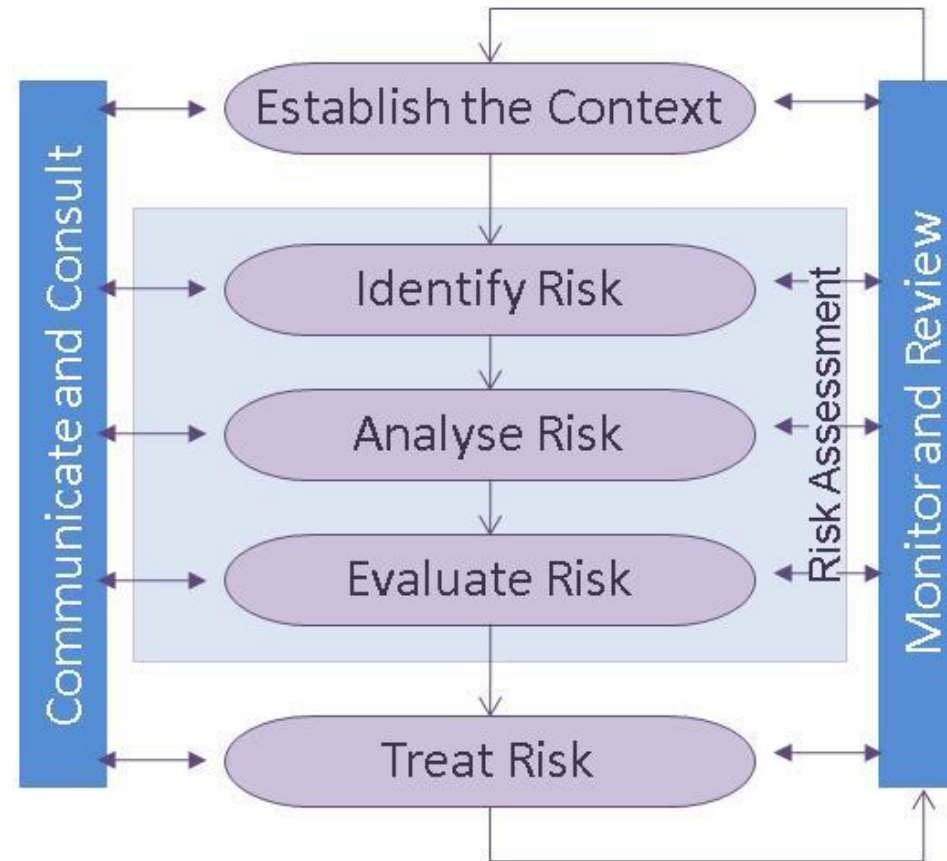 Establish the Context
Communicate and Consult
Identify Risk
Analyse Risk
Evaluate Risk
Risk Assessment
Monitor and Review
Treat Risk